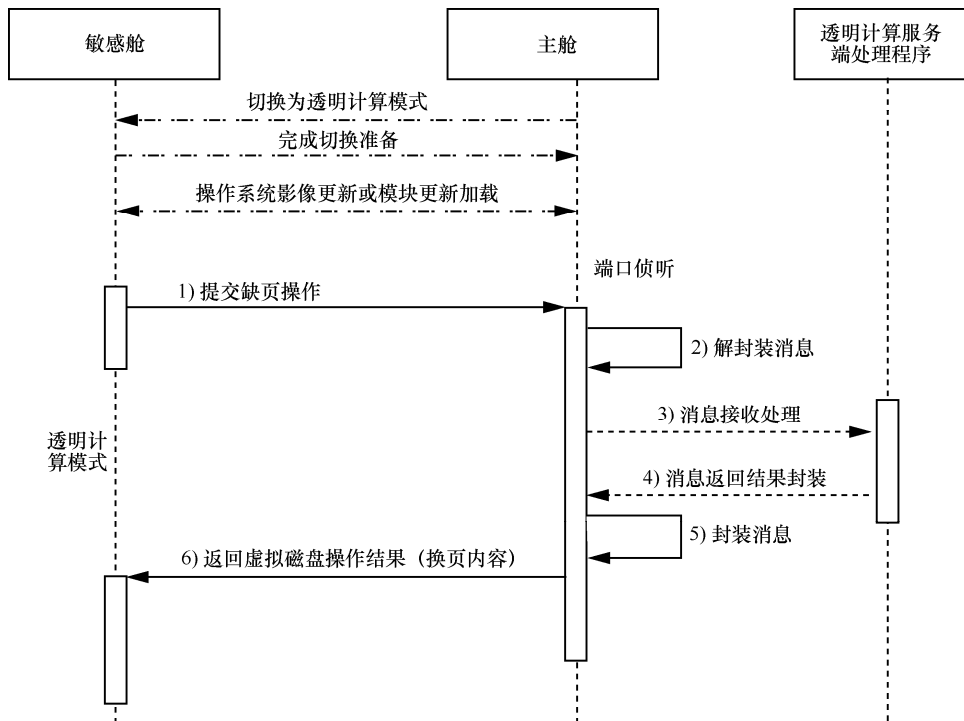 敏感舱
主舱
透明计算服务
端处理程序
切换为透明计算模式
完成切换准备
操作系统影像更新或模块更新加载
端口侦听
1) 提交缺页操作
2) 解封装消息
3) 消息接收处理
透明计
算模式
4) 消息返回结果封装
5) 封装消息
6) 返回虚拟磁盘操作结果（换页内容）